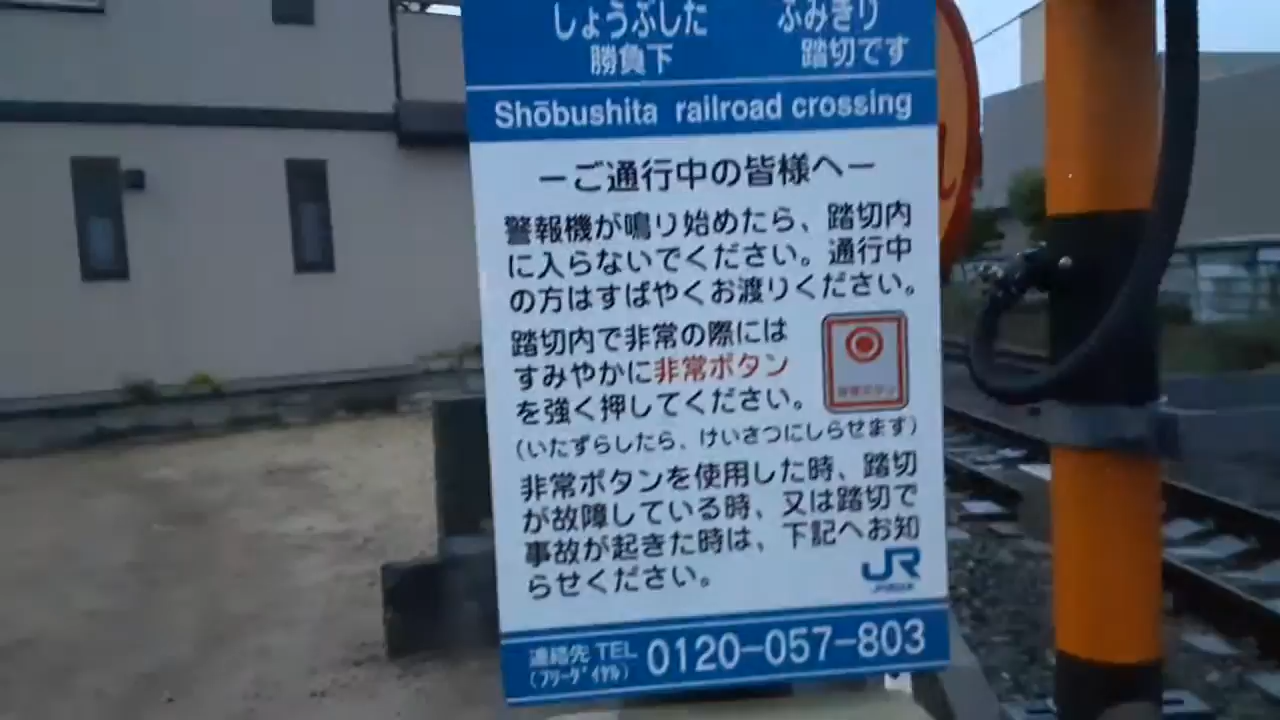 しょうぶした ふみきり
勝負下 踏切です
Shōbushita railroad crossing
ーご通行中の皆様へー
警報機が鳴り始めたら、踏切内
に入らないでください。通行中
の方はすばやくお渡りください。
踏切内で非常の際には
すみやかに非常ボタン
を強く押してください。
非常ボタン
(いたずらしたら、けいさつにしらせます)
非常ボタンを使用した時、踏切
が故障している時、又は踏切で
事故が起きた時は、下記へお知
らせください。
JR
連絡先 TEL
(フリーダイヤル)
0120-057-803